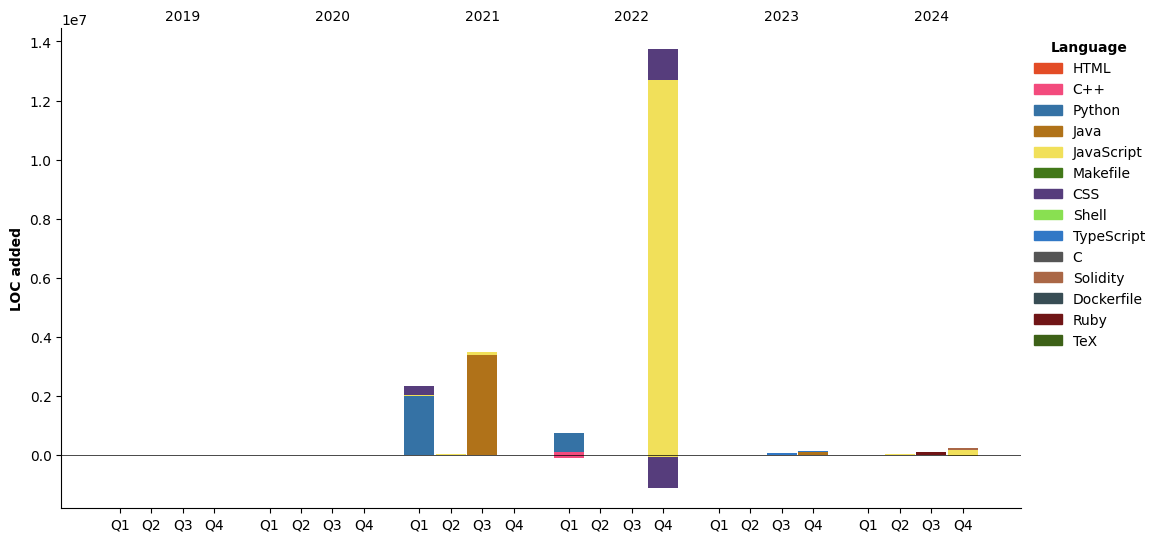 1e7
2019 2020 2021 2022 2023 2024
LOC added
1.4
1.2
1.0
0.8
0.6
0.4
0.2
0.0
Q1 Q2 Q3 Q4 Q1 Q2 Q3 Q4 Q1 Q2 Q3 Q4 Q1 Q2 Q3 Q4 Q1 Q2 Q3 Q4 Q1 Q2 Q3 Q4
Language
HTML
C++
Python
Java
JavaScript
Makefile
CSS
Shell
TypeScript
C
Solidity
Dockerfile
Ruby
TeX